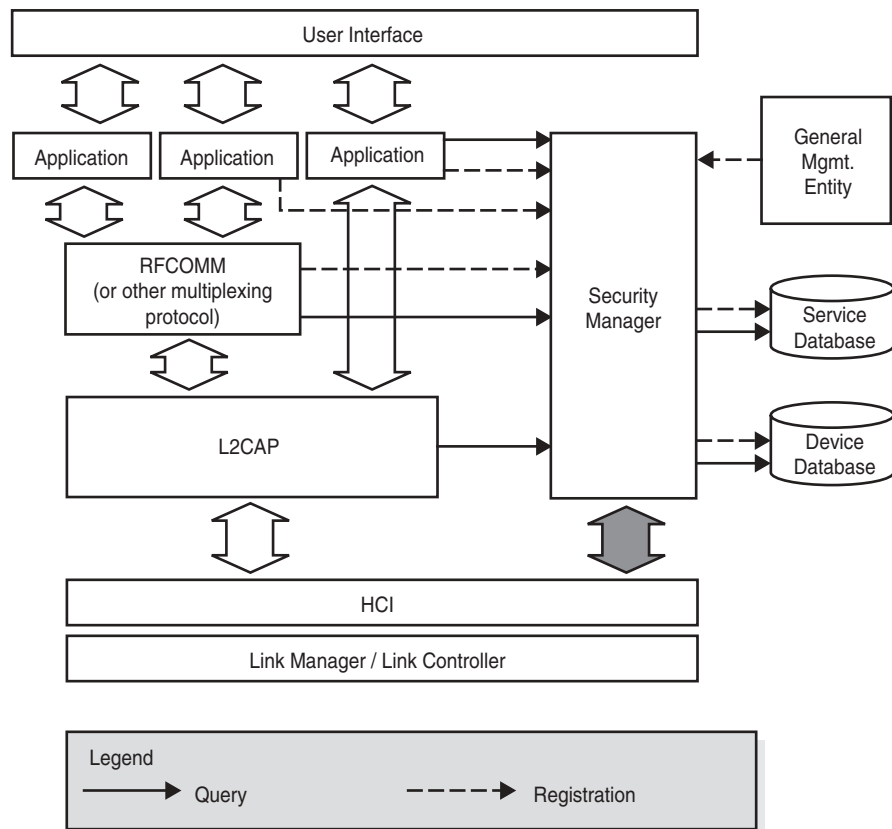 User Interface
Application
Application
Application
General
Mgmt.
Entity
RFCOMM
(or other multiplexing
protocol)
Security
Manager
Service
Database
L2CAP
Device
Database
HCI
Link Manager / Link Controller
Legend
Query
Registration